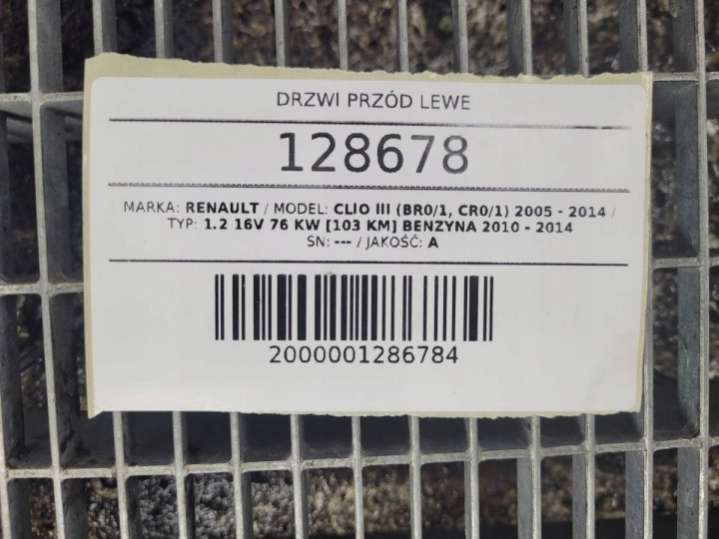 DRZWI PRZÓD LEWE
128678
MARKA: RENAULT / MODEL: CLIO III (BR0/1, CR0/1) 2005 - 2014 /
TYP: 1.2 16V 76 KW [103 KM] BENZYNA 2010 - 2014
SN: --- / JAKOŚĆ: A
2000001286784